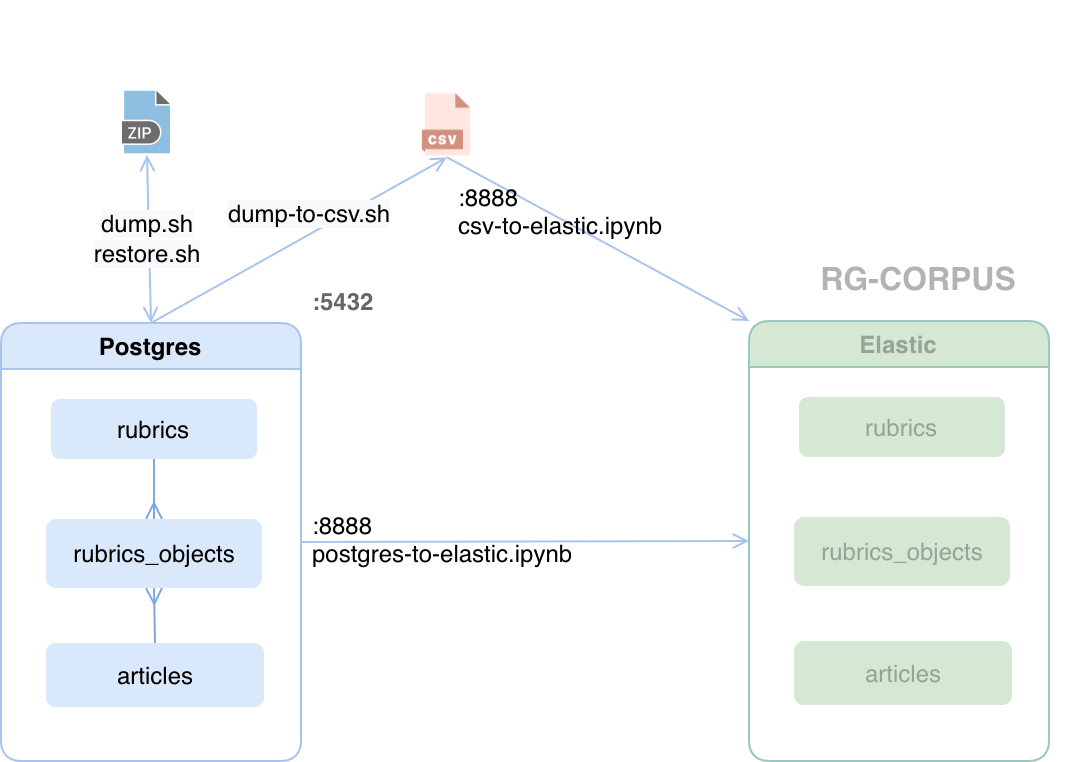 ZIP
csv
dump.sh
restore.sh
dump-to-csv.sh
:8888
csv-to-elastic.ipynb
:5432
RG-CORPUS
Postgres
rubrics
rubrics_objects
articles
:8888
postgres-to-elastic.ipynb
Elastic
rubrics
rubrics_objects
articles